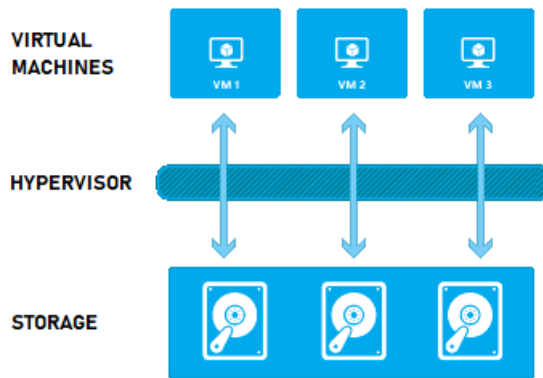 VIRTUAL
MACHINES
VM 1
VM 2
VM 3
HYPERVISOR
STORAGE